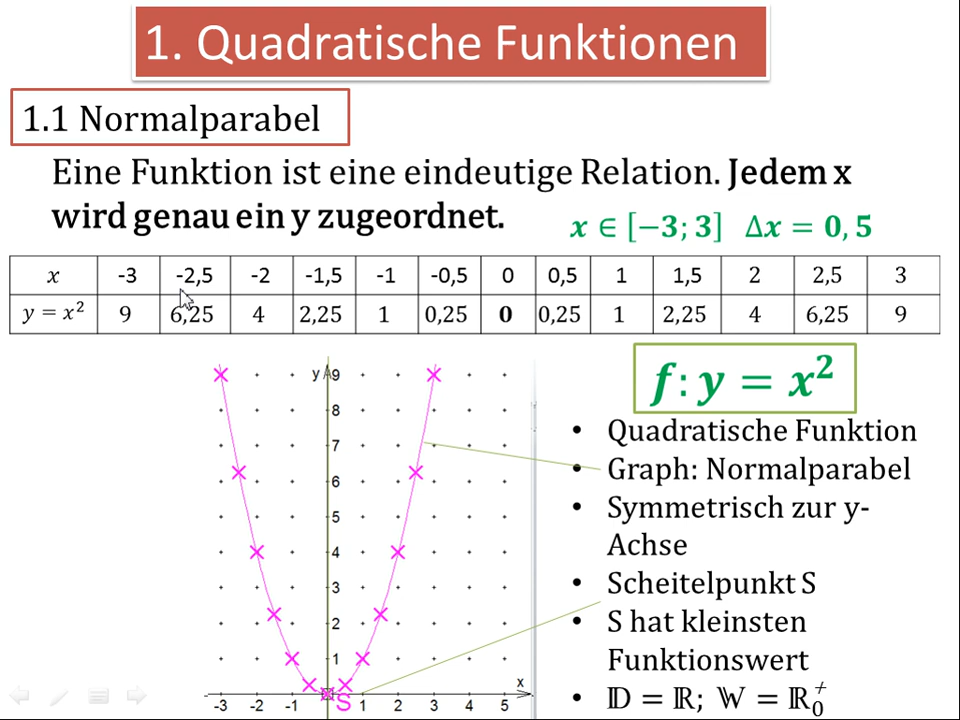 1. Quadratische Funktionen
1.1 Normalparabel
Eine Funktion ist eine eindeutige Relation. Jedem x
wird genau ein y zugeordnet.
x ∈ [−3; 3] Δx = 0,5
x -3 -2,5 -2 -1,5 -1 -0,5 0 0,5 1 1,5 2 2,5 3
y = x² 9 6,25 4 2,25 1 0,25 0 0,25 1 2,25 4 6,25 9
f: y = x²
• Quadratische Funktion
• Graph: Normalparabel
• Symmetrisch zur y-
Achse
• Scheitelpunkt S
• S hat kleinsten
Funktionswert
• 𝔻 = ℝ; 𝕎 = ℝ₀⁺
y 9
8
7
6
5
4
3
2
1
x
S
-3 -2 -1 1 2 3 4 5